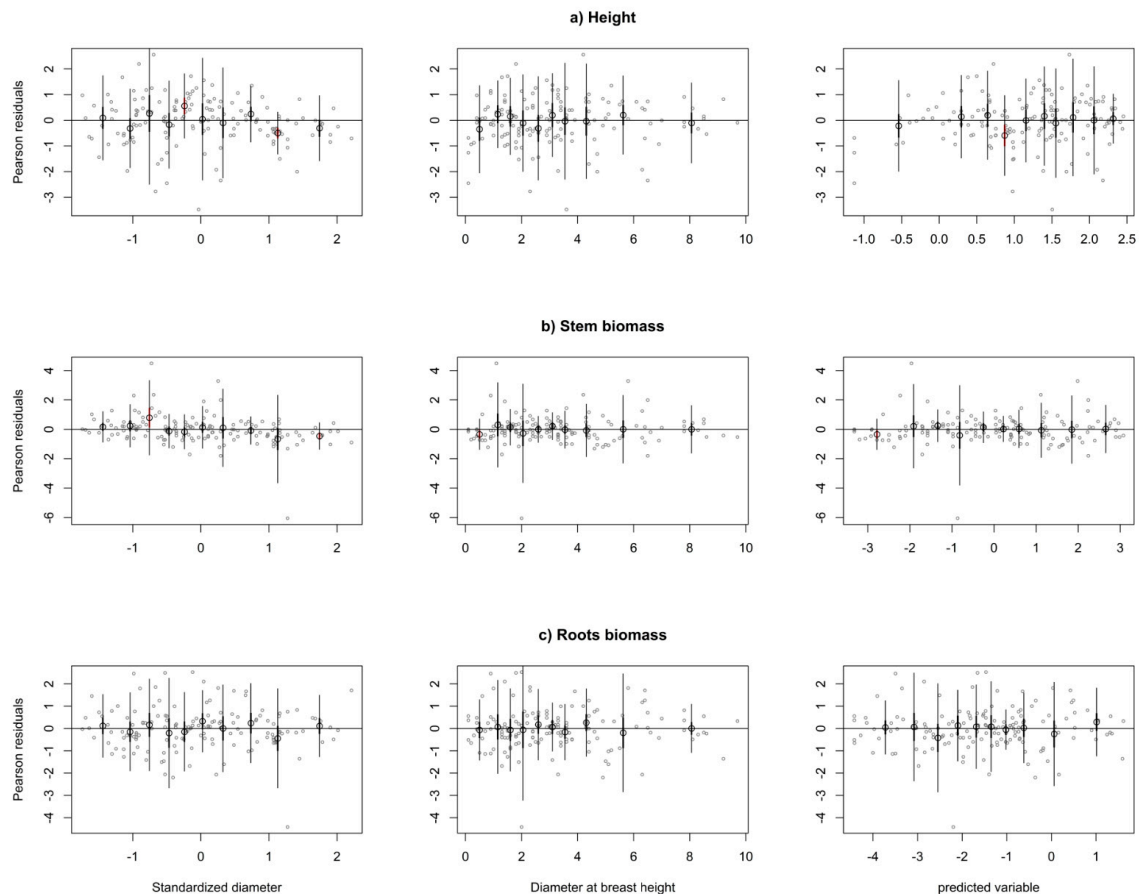 a) Height
Pearson residuals
2
1
0
-1
-2
-3
-1 0 1 2
0 2 4 6 8 10
-1.0 -0.5 0.0 0.5 1.0 1.5 2.0 2.5
b) Stem biomass
Pearson residuals
4
2
0
-2
-4
-6
-1 0 1 2
0 2 4 6 8 10
-3 -2 -1 0 1 2 3
c) Roots biomass
Pearson residuals
2
1
0
-1
-2
-3
-4
-1 0 1 2
0 2 4 6 8 10
-4 -3 -2 -1 0 1
Standardized diameter
Diameter at breast height
predicted variable